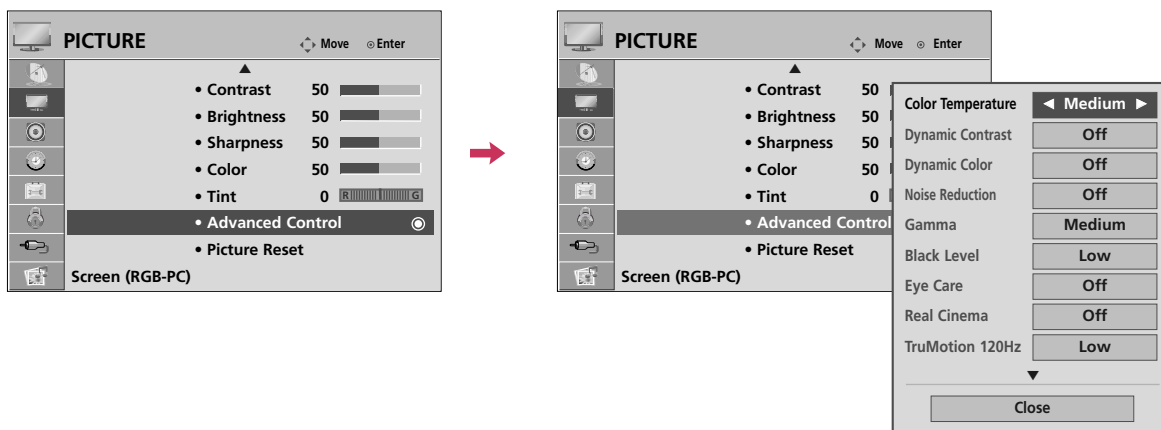 PICTURE Move Enter
• Contrast 50
• Brightness 50
• Sharpness 50
• Color 50
• Tint 0 R G
• Advanced Control
• Picture Reset
Screen (RGB-PC)
PICTURE Move Enter
• Contrast 50
• Brightness 50
• Sharpness 50
• Color 50
• Tint 0
• Advanced Control
• Picture Reset
Screen (RGB-PC)
Color Temperature ◀ Medium ▶
Dynamic Contrast Off
Dynamic Color Off
Noise Reduction Off
Gamma Medium
Black Level Low
Eye Care Off
Real Cinema Off
TruMotion 120Hz Low
Close